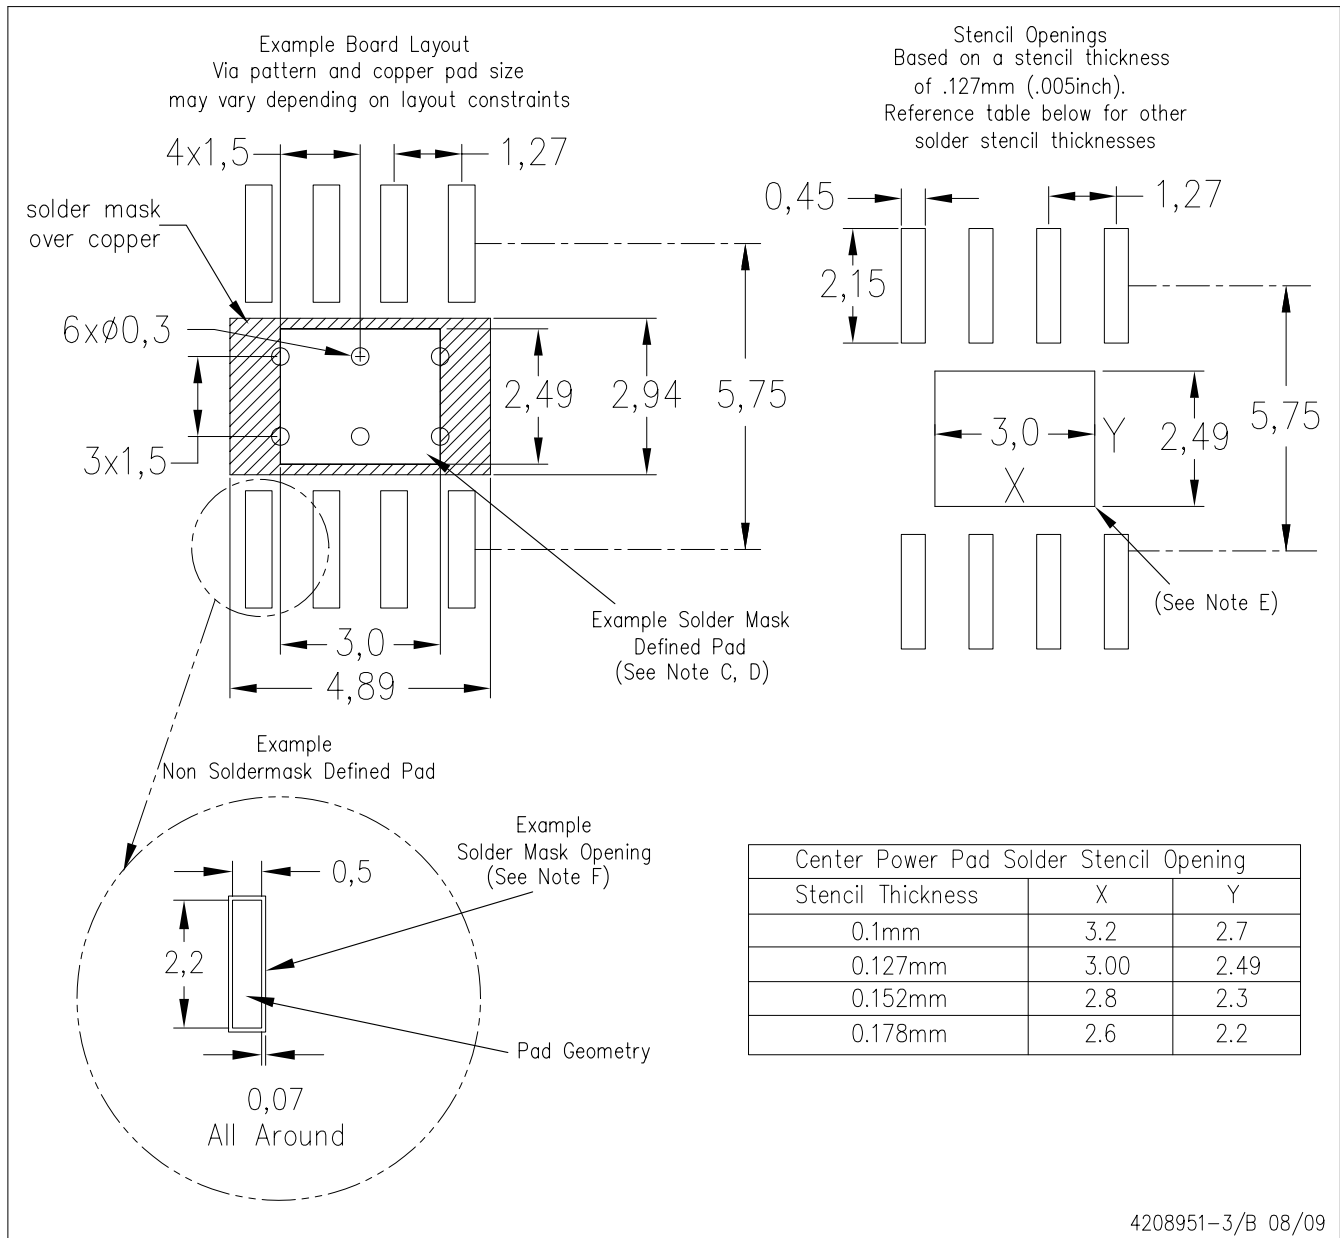 Example Board Layout
Via pattern and copper pad size
may vary depending on layout constraints
4x1,5
1,27
solder mask
over copper
6xø0,3
3x1,5
2,49
2,94
5,75
3,0
4,89
Example Solder Mask
Defined Pad
(See Note C, D)
Stencil Openings
Based on a stencil thickness
of .127mm (.005inch).
Reference table below for other
solder stencil thicknesses
0,45
1,27
2,15
3,0
X
Y
2,49
5,75
(See Note E)
Example
Non Soldermask Defined Pad
Example
Solder Mask Opening
(See Note F)
0,5
2,2
Pad Geometry
0,07
All Around
Center Power Pad Solder Stencil Opening
Stencil Thickness X Y
0.1mm 3.2 2.7
0.127mm 3.00 2.49
0.152mm 2.8 2.3
0.178mm 2.6 2.2
4208951-3/B 08/09